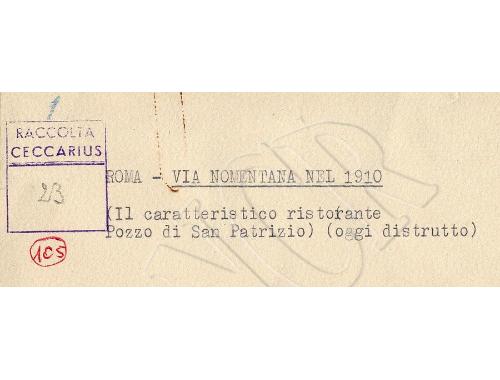 1
RACCOLTA
CECCARIUS
23
105
ROMA - VIA NOMENTANA NEL 1910
(Il caratteristico ristorante
Pozzo di San Patrizio) (oggi distrutto)